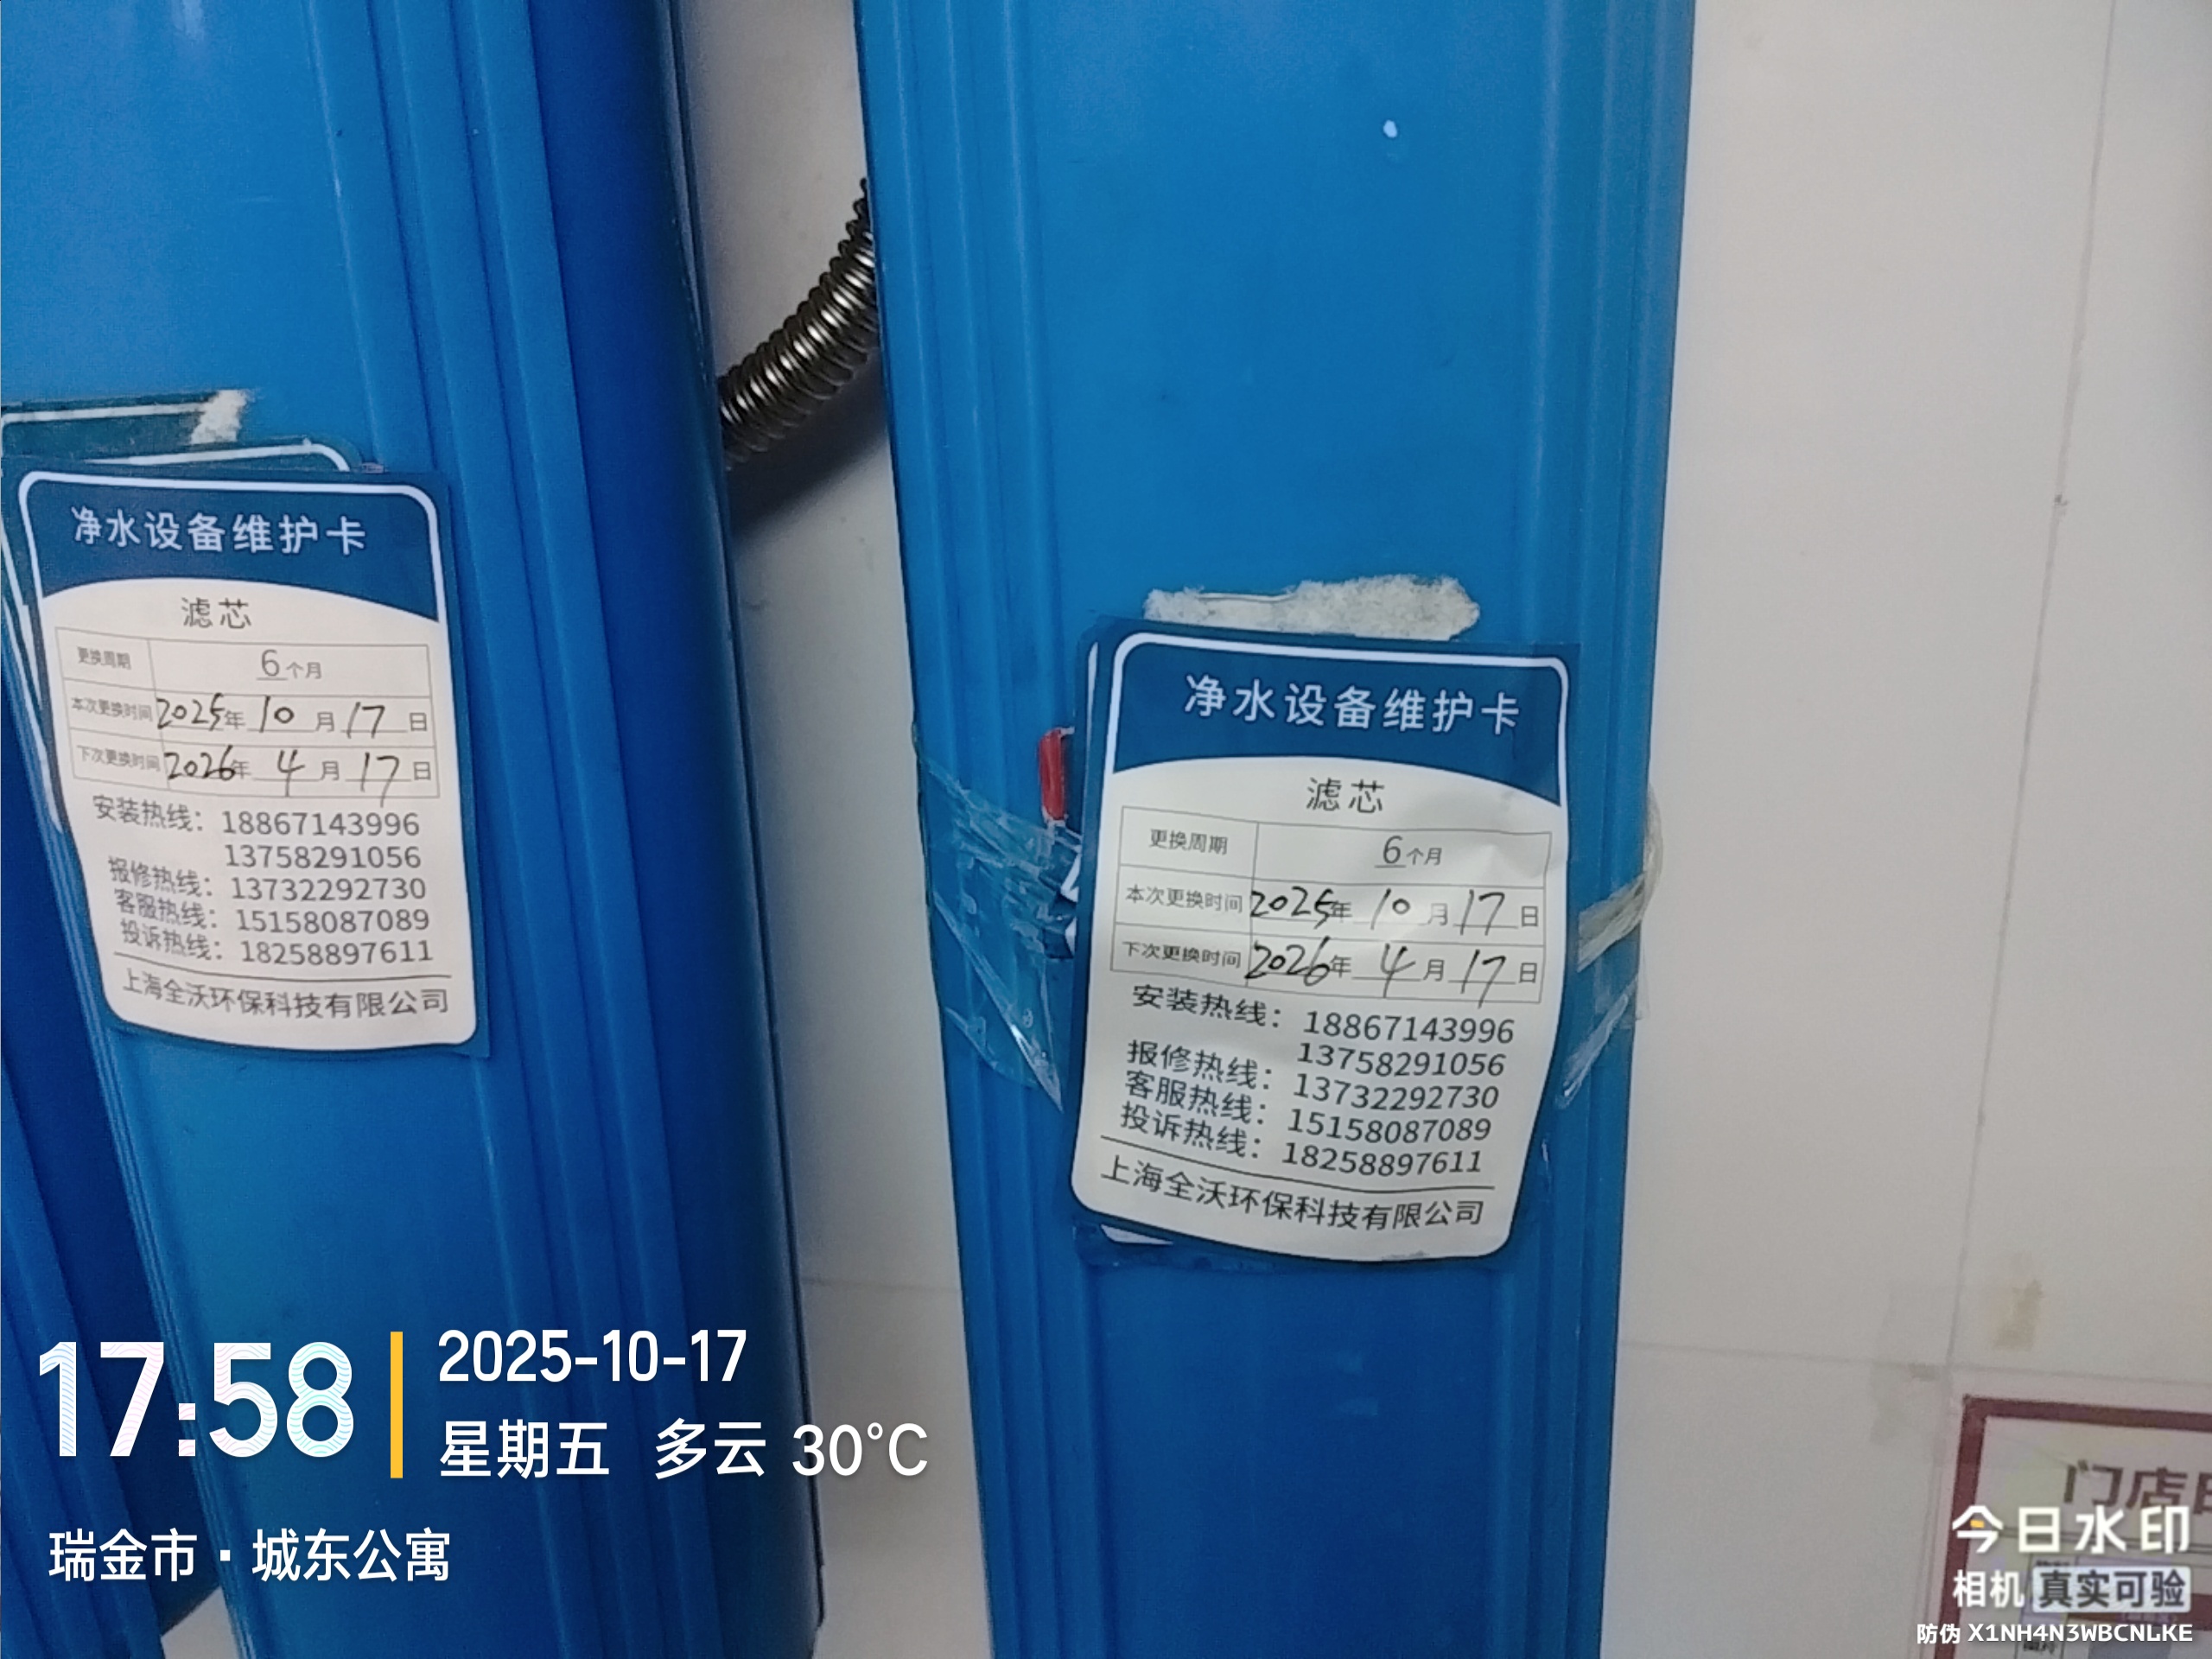 净水设备维护卡
滤芯
更换周期 6个月
本次更换时间 2025年10月17日
下次更换时间 2026年4月17日
安装热线：18867143996
13758291056
报修热线：13732292730
客服热线：15158087089
投诉热线：18258897611
上海全沃环保科技有限公司
净水设备维护卡
滤芯
更换周期 6个月
本次更换时间 2025年10月17日
下次更换时间 2026年4月17日
安装热线：18867143996
13758291056
报修热线：13732292730
客服热线：15158087089
投诉热线：18258897611
上海全沃环保科技有限公司
17:58
2025-10-17
星期五 多云 30°C
瑞金市·城东公寓
门店
今日水印
相机 真实可验
防伪 X1NH4N3WBCNLKE